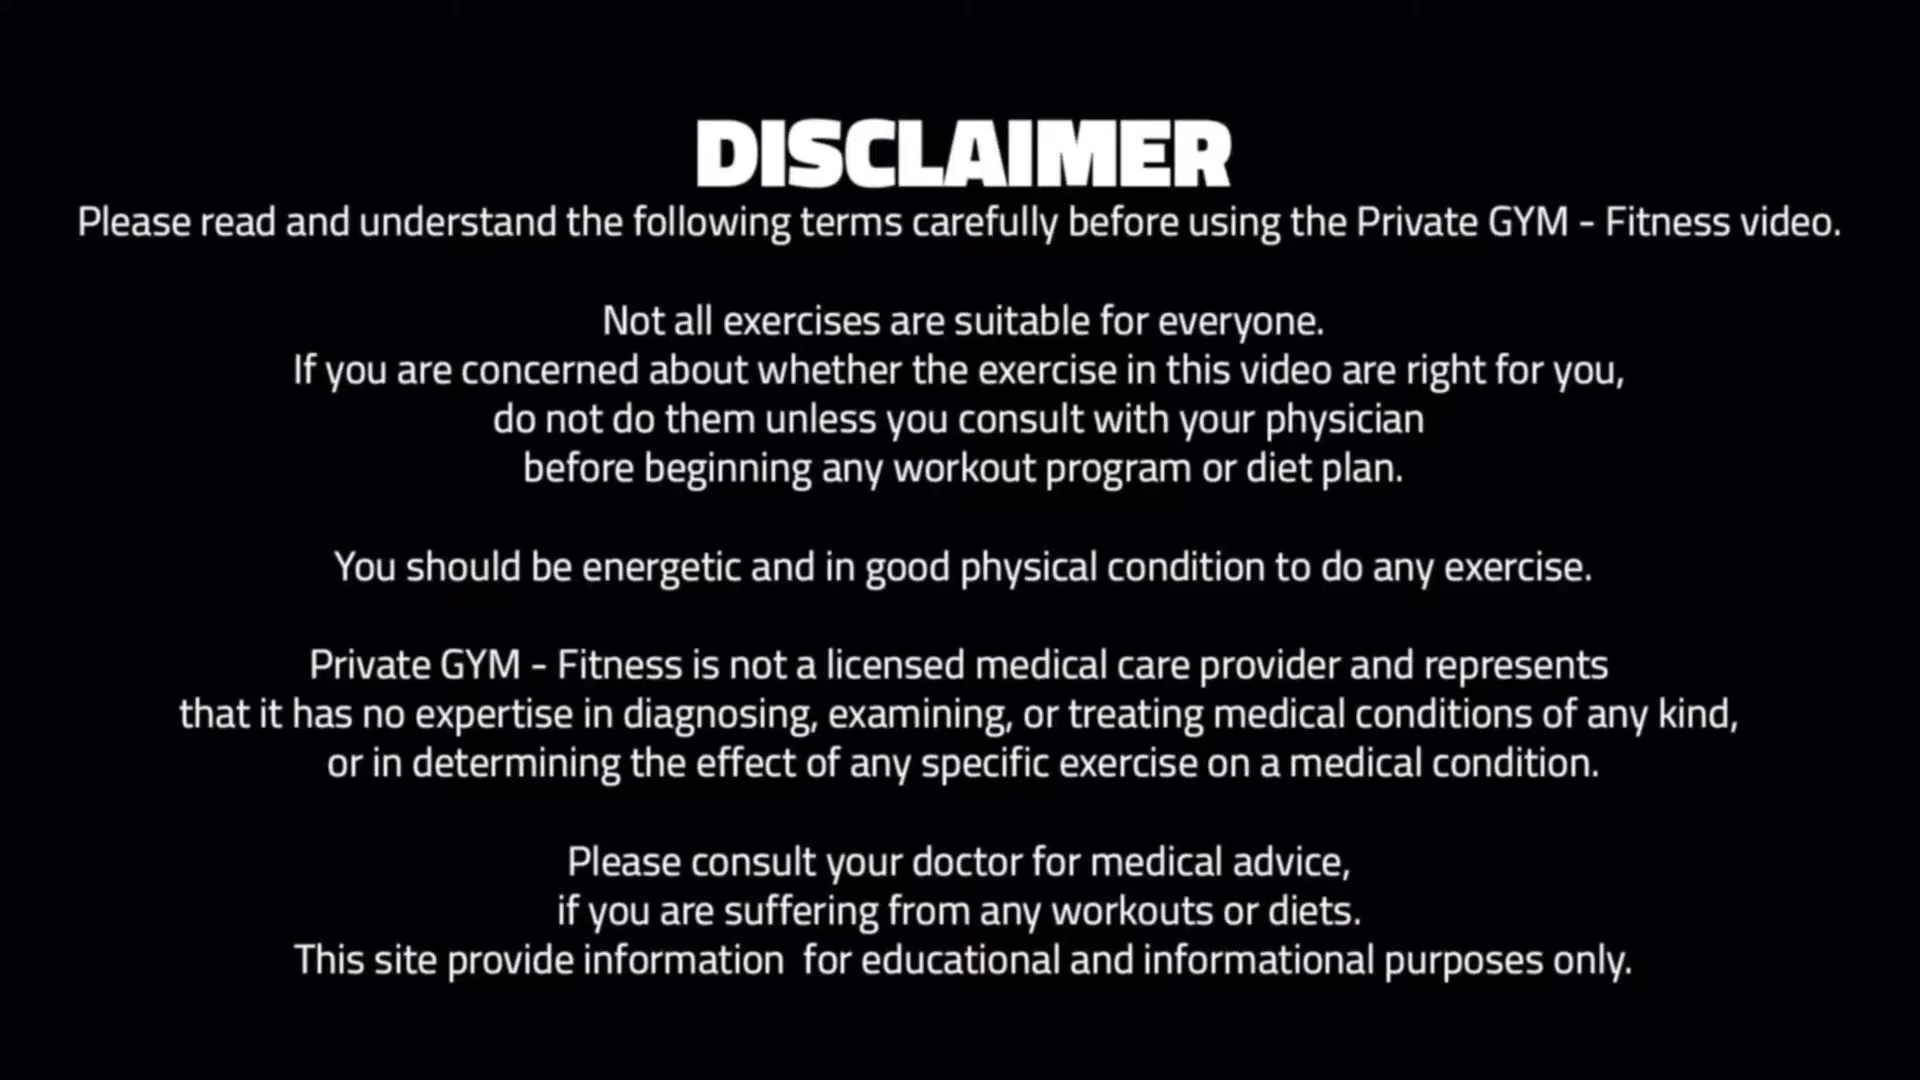 DISCLAIMER
Please read and understand the following terms carefully before using the Private GYM - Fitness video.
Not all exercises are suitable for everyone.
If you are concerned about whether the exercise in this video are right for you,
do not do them unless you consult with your physician
before beginning any workout program or diet plan.
You should be energetic and in good physical condition to do any exercise.
Private GYM - Fitness is not a licensed medical care provider and represents
that it has no expertise in diagnosing, examining, or treating medical conditions of any kind,
or in determining the effect of any specific exercise on a medical condition.
Please consult your doctor for medical advice,
if you are suffering from any workouts or diets.
This site provide information  for educational and informational purposes only.